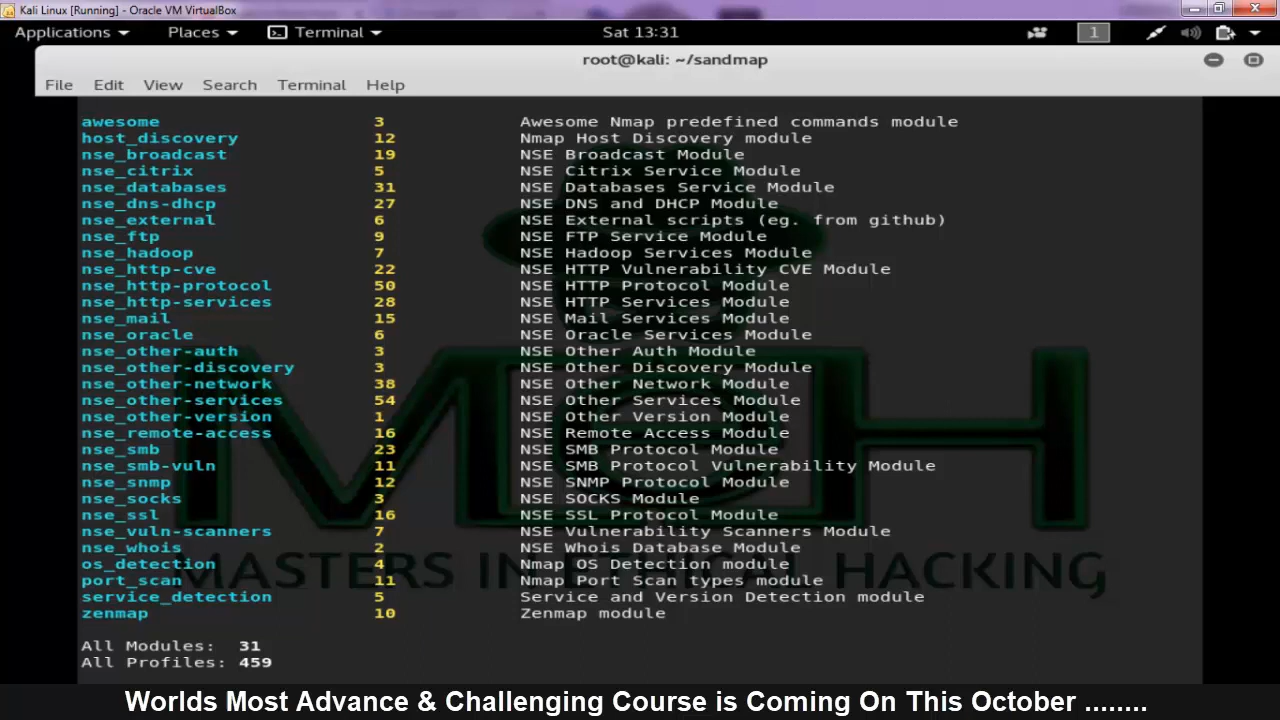 Kali Linux [Running] - Oracle VM VirtualBox
Applications Places Terminal Sat 13:31 1
root@kali: ~/sandmap
File Edit View Search Terminal Help
awesome 3 Awesome Nmap predefined commands module
host_discovery 12 Nmap Host Discovery module
nse_broadcast 19 NSE Broadcast Module
nse_citrix 5 NSE Citrix Service Module
nse_databases 31 NSE Databases Service Module
nse_dns-dhcp 27 NSE DNS and DHCP Module
nse_external 6 NSE External scripts (eg. from github)
nse_ftp 9 NSE FTP Service Module
nse_hadoop 7 NSE Hadoop Services Module
nse_http-cve 22 NSE HTTP Vulnerability CVE Module
nse_http-protocol 50 NSE HTTP Protocol Module
nse_http-services 28 NSE HTTP Services Module
nse_mail 15 NSE Mail Services Module
nse_oracle 6 NSE Oracle Services Module
nse_other-auth 3 NSE Other Auth Module
nse_other-discovery 3 NSE Other Discovery Module
nse_other-network 38 NSE Other Network Module
nse_other-services 54 NSE Other Services Module
nse_other-version 1 NSE Other Version Module
nse_remote-access 16 NSE Remote Access Module
nse_smb 23 NSE SMB Protocol Module
nse_smb-vuln 11 NSE SMB Protocol Vulnerability Module
nse_snmp 12 NSE SNMP Protocol Module
nse_socks 3 NSE SOCKS Module
nse_ssl 16 NSE SSL Protocol Module
nse_vuln-scanners 7 NSE Vulnerability Scanners Module
nse_whois 2 NSE Whois Database Module
os_detection 4 Nmap OS Detection module
port_scan 11 Nmap Port Scan types module
service_detection 5 Service and Version Detection module
zenmap 10 Zenmap module
All Modules: 31
All Profiles: 459
MOH
MASTERS IN ETHICAL HACKING
Worlds Most Advance & Challenging Course is Coming On This October ........